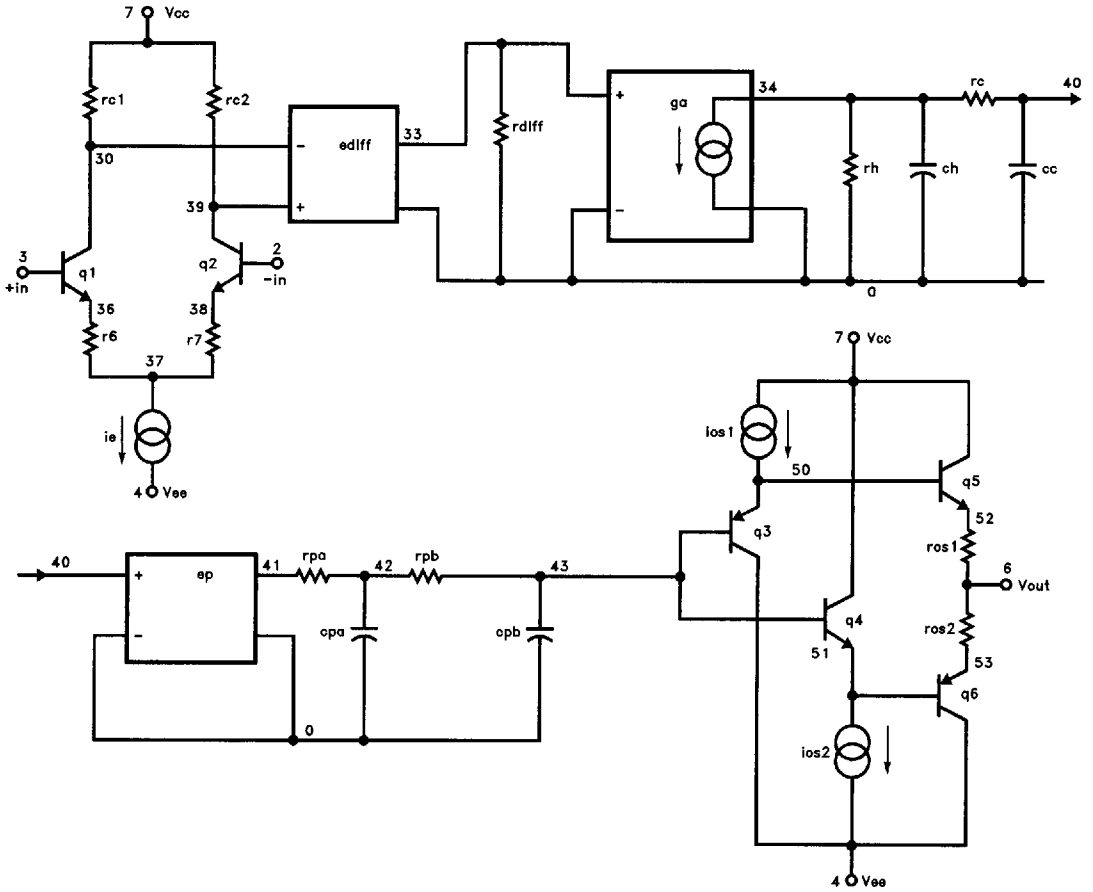 7 Vcc
rc1
rc2
30
39
3
+in
q1
q2
2
-in
36
38
r6
r7
37
ie
4 Vee
-
ediff
+
33
rdiff
+
ga
-
34
rc
40
rh
ch
cc
a
40
+
ep
-
41
rpa
42
rpb
43
cpa
cpb
0
7 Vcc
ios1
50
q3
q5
52
ros1
6
Vout
q4
51
ros2
53
q6
ios2
4 Vee